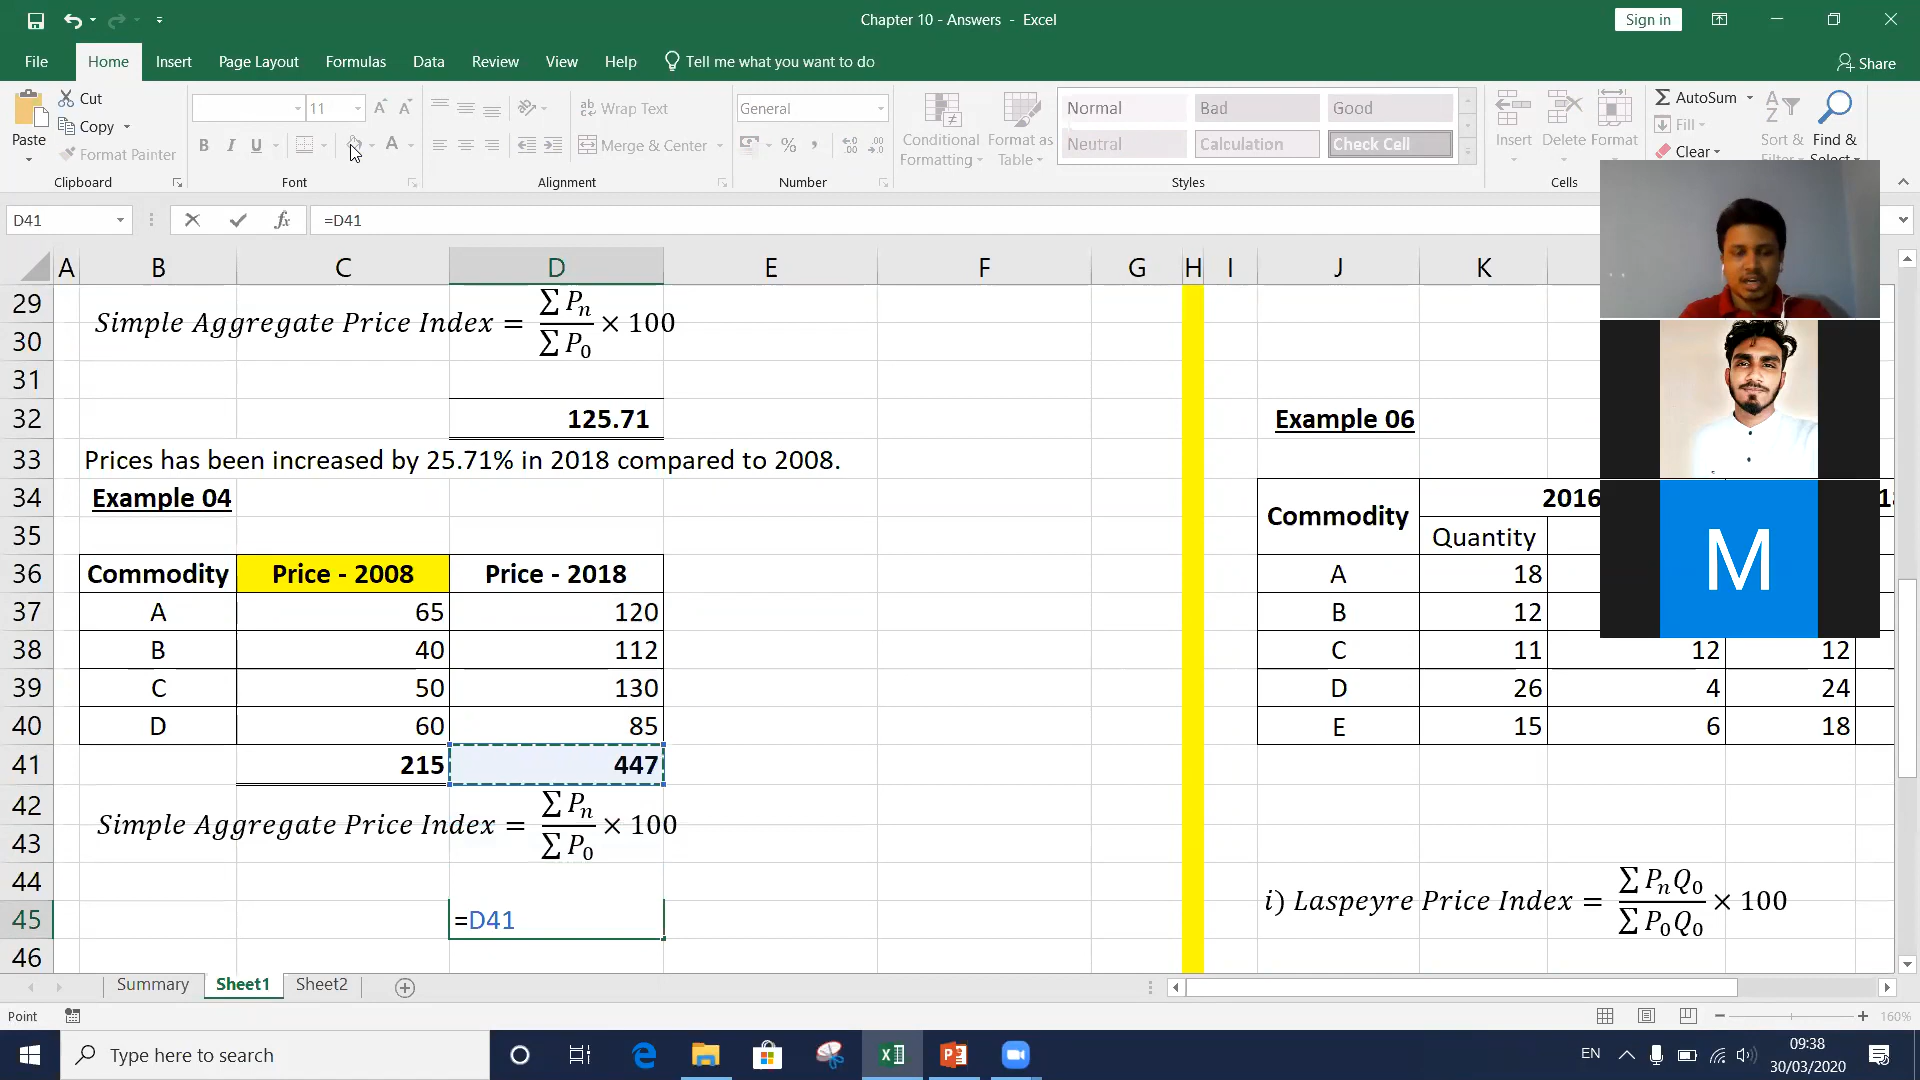 Chapter 10 - Answers - Excel
Sign in
File Home Insert Page Layout Formulas Data Review View Help Tell me what you want to do Share
Paste
Cut
Copy
Format Painter
Clipboard
11
B I U
Font
Wrap Text
Merge & Center
Alignment
General
Number
Conditional Formatting
Format as Table
Normal Bad Good
Neutral Calculation Check Cell
Styles
Insert Delete Format
Cells
AutoSum
Fill
Clear
Sort &
Find &
D41
fx
=D41
A B C D E F G H I J K
29
Simple Aggregate Price Index = ∑ Pn / ∑ P0 × 100
30
31
32 125.71 Example 06
33 Prices has been increased by 25.71% in 2018 compared to 2008.
34 Example 04 Commodity 2016
35 Quantity
36 Commodity Price - 2008 Price - 2018 A 18
37 A 65 120 B 12
38 B 40 112 C 11 12 12
39 C 50 130 D 26 4 24
40 D 60 85 E 15 6 18
41 215 447
42
Simple Aggregate Price Index = ∑ Pn / ∑ P0 × 100
43
44
i) Laspeyre Price Index = ∑ PnQ0 / ∑ P0Q0 × 100
45 =D41
46
M
Summary Sheet1 Sheet2
Point
160%
Type here to search
EN
09:38
30/03/2020